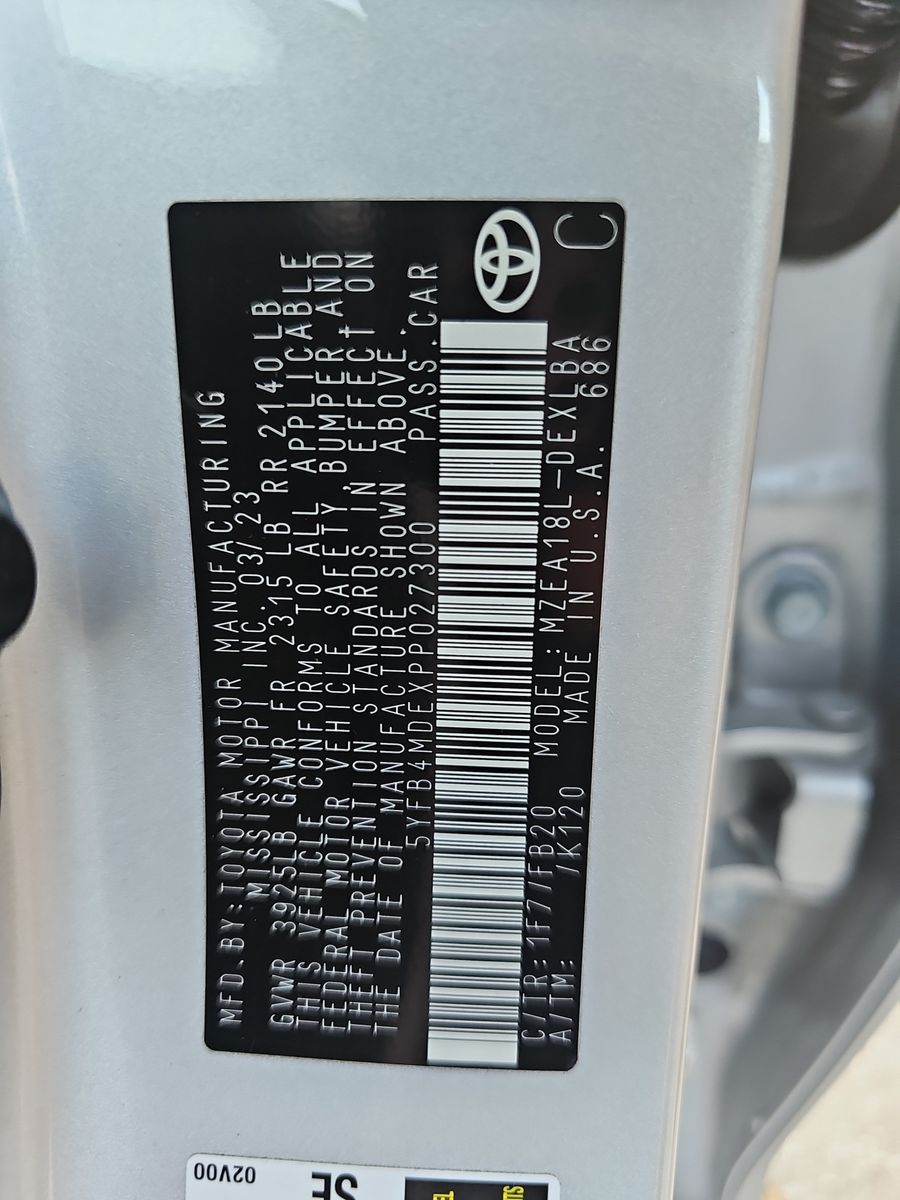 MFD.BY:TOYOTA MOTOR MANUFACTURING
MISSISSIPPI INC. 03/23
GVWR 3925LB GAWR FR 2315LB RR 2140LB
THIS VEHICLE CONFORMS TO ALL APPLICABLE
FEDERAL MOTOR VEHICLE SAFETY, BUMPER AND
THEFT PREVENTION STANDARDS IN EFFECT ON
THE DATE OF MANUFACTURE SHOWN ABOVE.
5YFB4MDEXPP027300 PASS.CAR
C/TR:1F7/FB20 MODEL:MZEA18L-DEXLBA
A/TM: /K120 MADE IN U.S.A. 686
C
02V00
SE